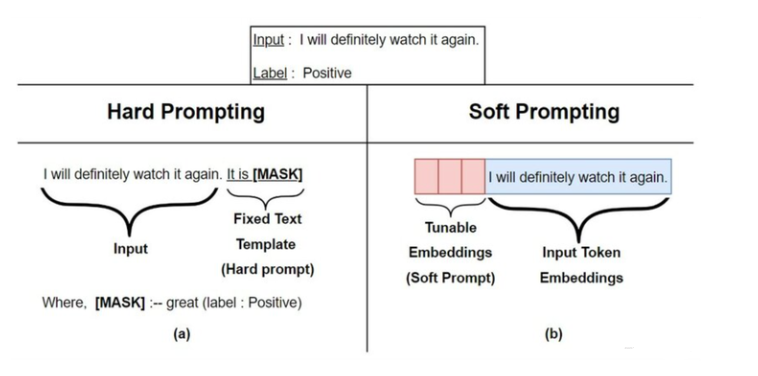 Input : I will definitely watch it again.
Label : Positive
Hard Prompting
Soft Prompting
I will definitely watch it again. It is [MASK]
Input
Fixed Text
Template
(Hard prompt)
Where, [MASK] :-- great (label : Positive)
(a)
I will definitely watch it again.
Tunable
Embeddings
(Soft Prompt)
Input Token
Embeddings
(b)